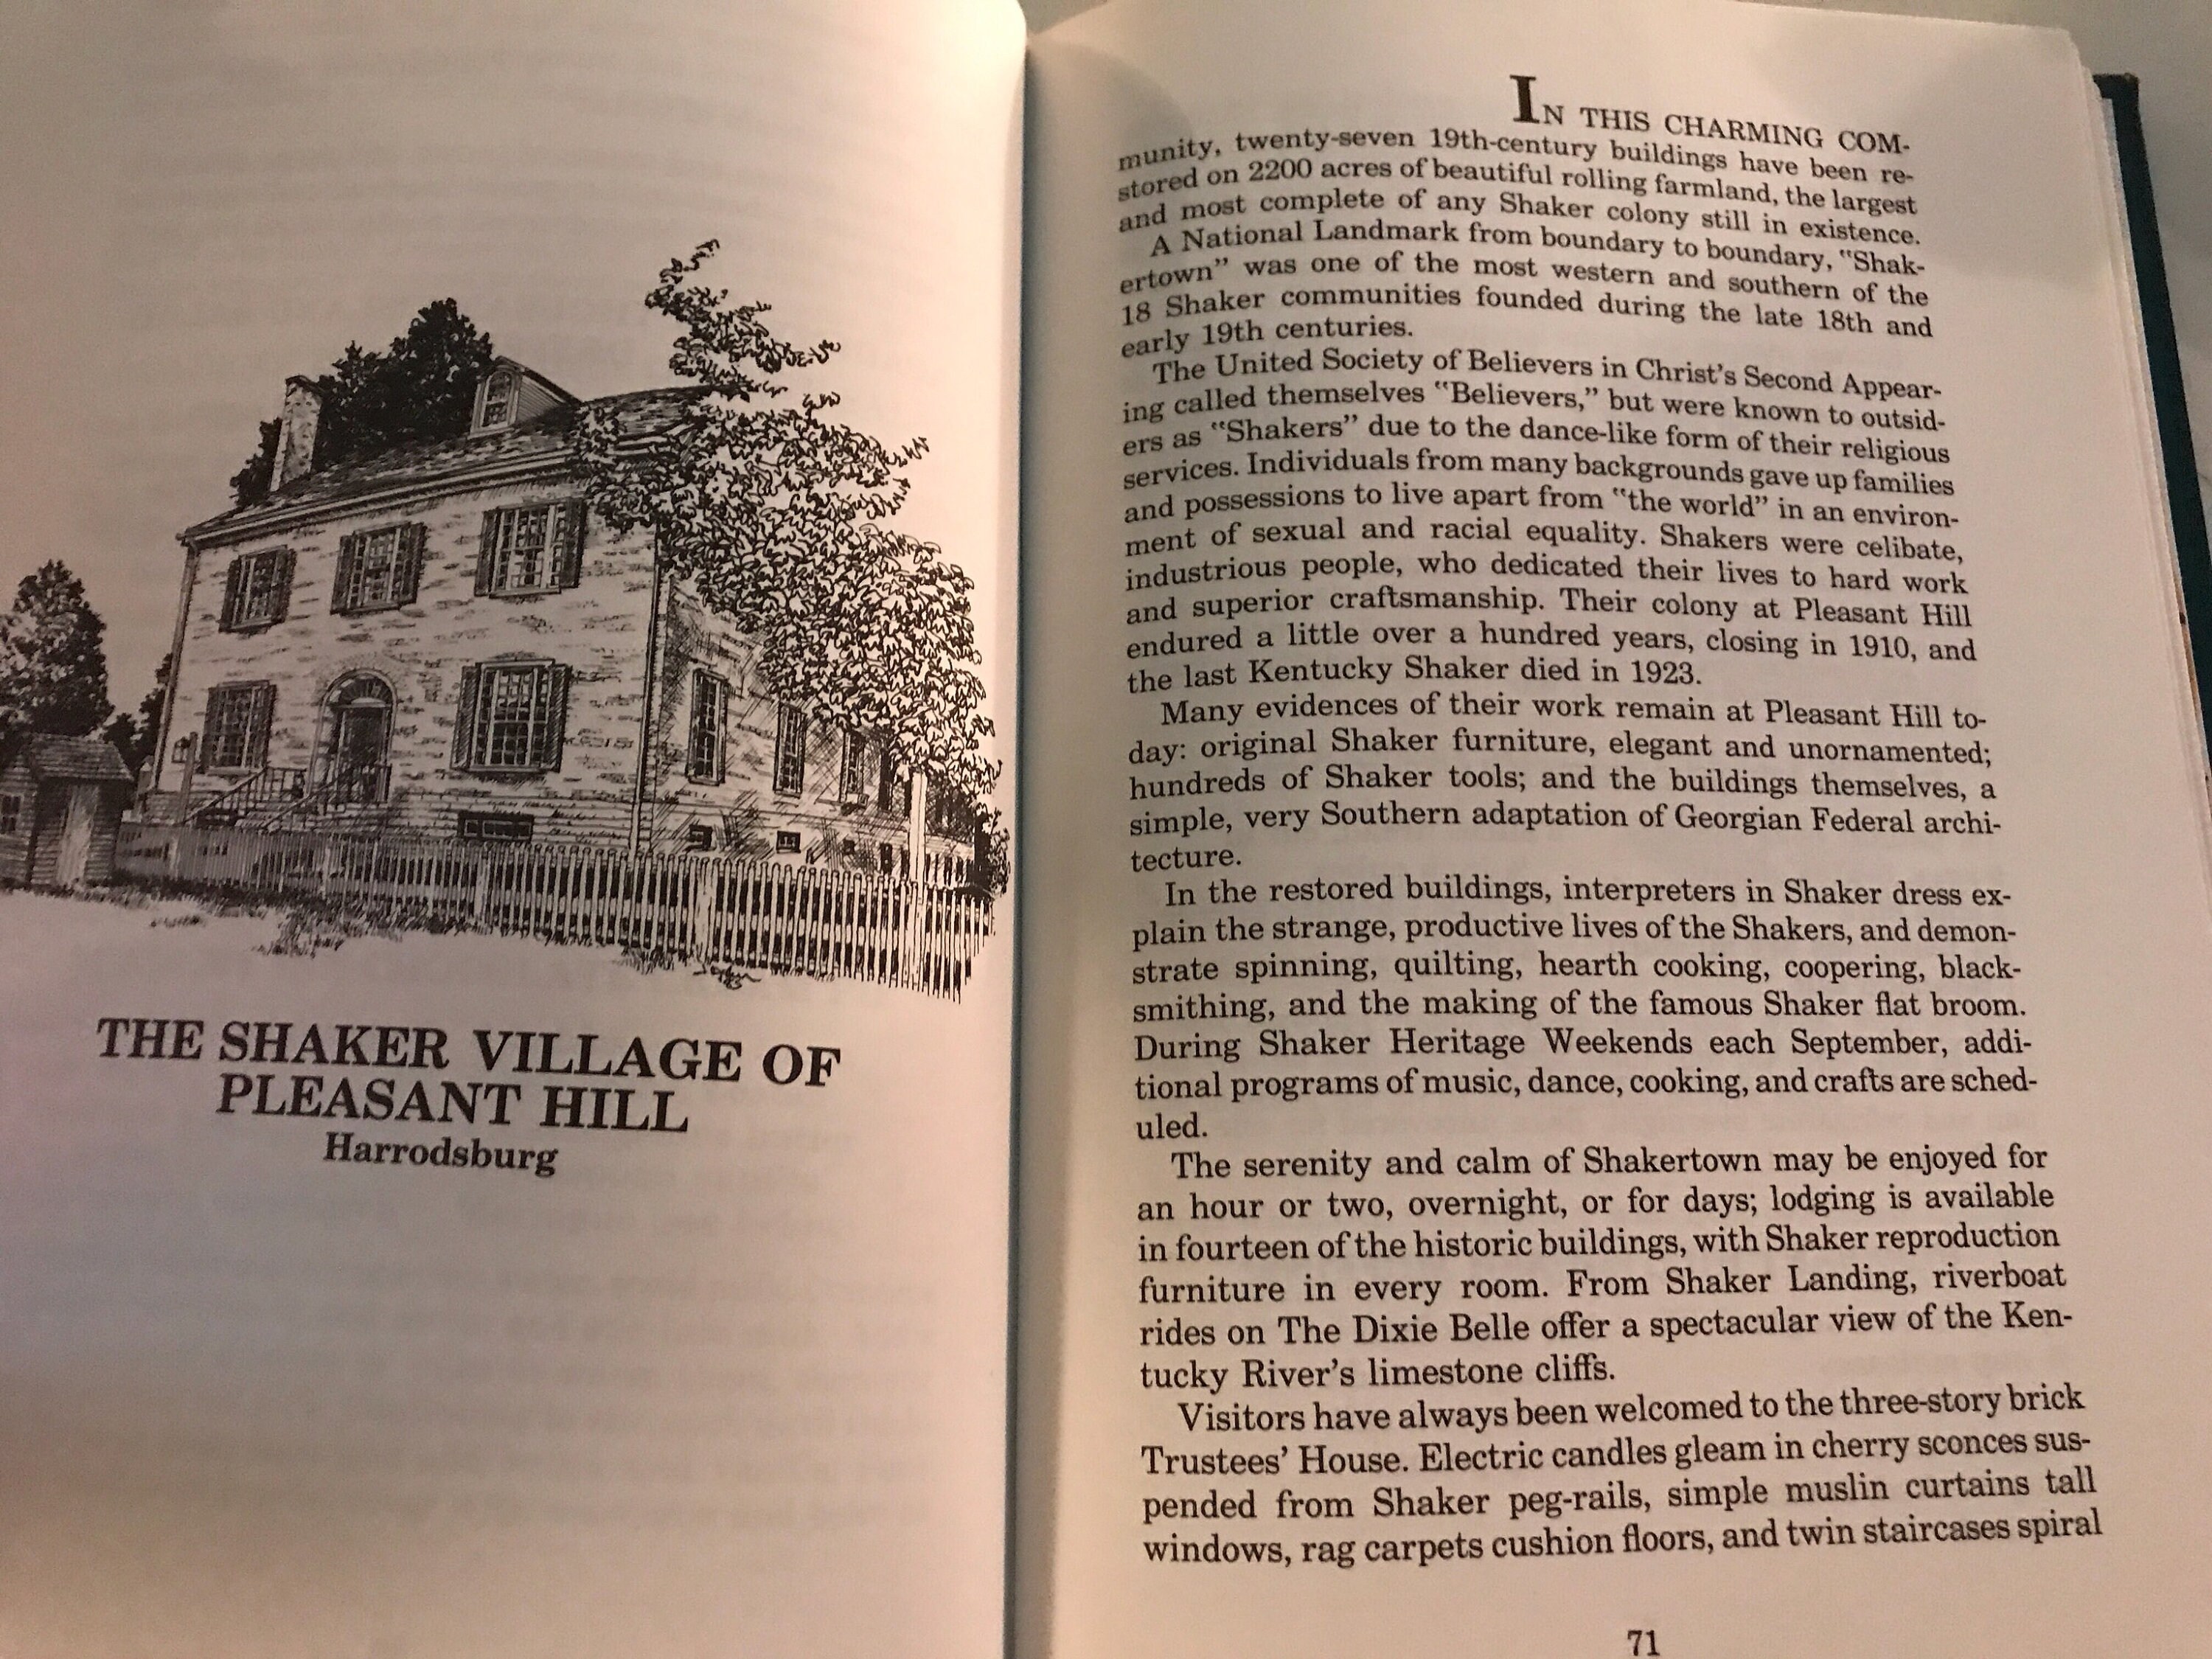 THE SHAKER VILLAGE OF
PLEASANT HILL
Harrodsburg
IN THIS CHARMING COM-
munity, twenty-seven 19th-century buildings have been re-
stored on 2200 acres of beautiful rolling farmland, the largest
and most complete of any Shaker colony still in existence.
A National Landmark from boundary to boundary, "Shak-
ertown" was one of the most western and southern of the
18 Shaker communities founded during the late 18th and
early 19th centuries.
The United Society of Believers in Christ's Second Appear-
ing called themselves "Believers," but were known to outsid-
ers as "Shakers" due to the dance-like form of their religious
services. Individuals from many backgrounds gave up families
and possessions to live apart from "the world" in an environ-
ment of sexual and racial equality. Shakers were celibate,
industrious people, who dedicated their lives to hard work
and superior craftsmanship. Their colony at Pleasant Hill
endured a little over a hundred years, closing in 1910, and
the last Kentucky Shaker died in 1923.
Many evidences of their work remain at Pleasant Hill to-
day: original Shaker furniture, elegant and unornamented;
hundreds of Shaker tools; and the buildings themselves, a
simple, very Southern adaptation of Georgian Federal archi-
tecture.
In the restored buildings, interpreters in Shaker dress ex-
plain the strange, productive lives of the Shakers, and demon-
strate spinning, quilting, hearth cooking, coopering, black-
smithing, and the making of the famous Shaker flat broom.
During Shaker Heritage Weekends each September, addi-
tional programs of music, dance, cooking, and crafts are sched-
uled.
The serenity and calm of Shakertown may be enjoyed for
an hour or two, overnight, or for days; lodging is available
in fourteen of the historic buildings, with Shaker reproduction
furniture in every room. From Shaker Landing, riverboat
rides on The Dixie Belle offer a spectacular view of the Ken-
tucky River's limestone cliffs.
Visitors have always been welcomed to the three-story brick
Trustees' House. Electric candles gleam in cherry sconces sus-
pended from Shaker peg-rails, simple muslin curtains tall
windows, rag carpets cushion floors, and twin staircases spiral
71